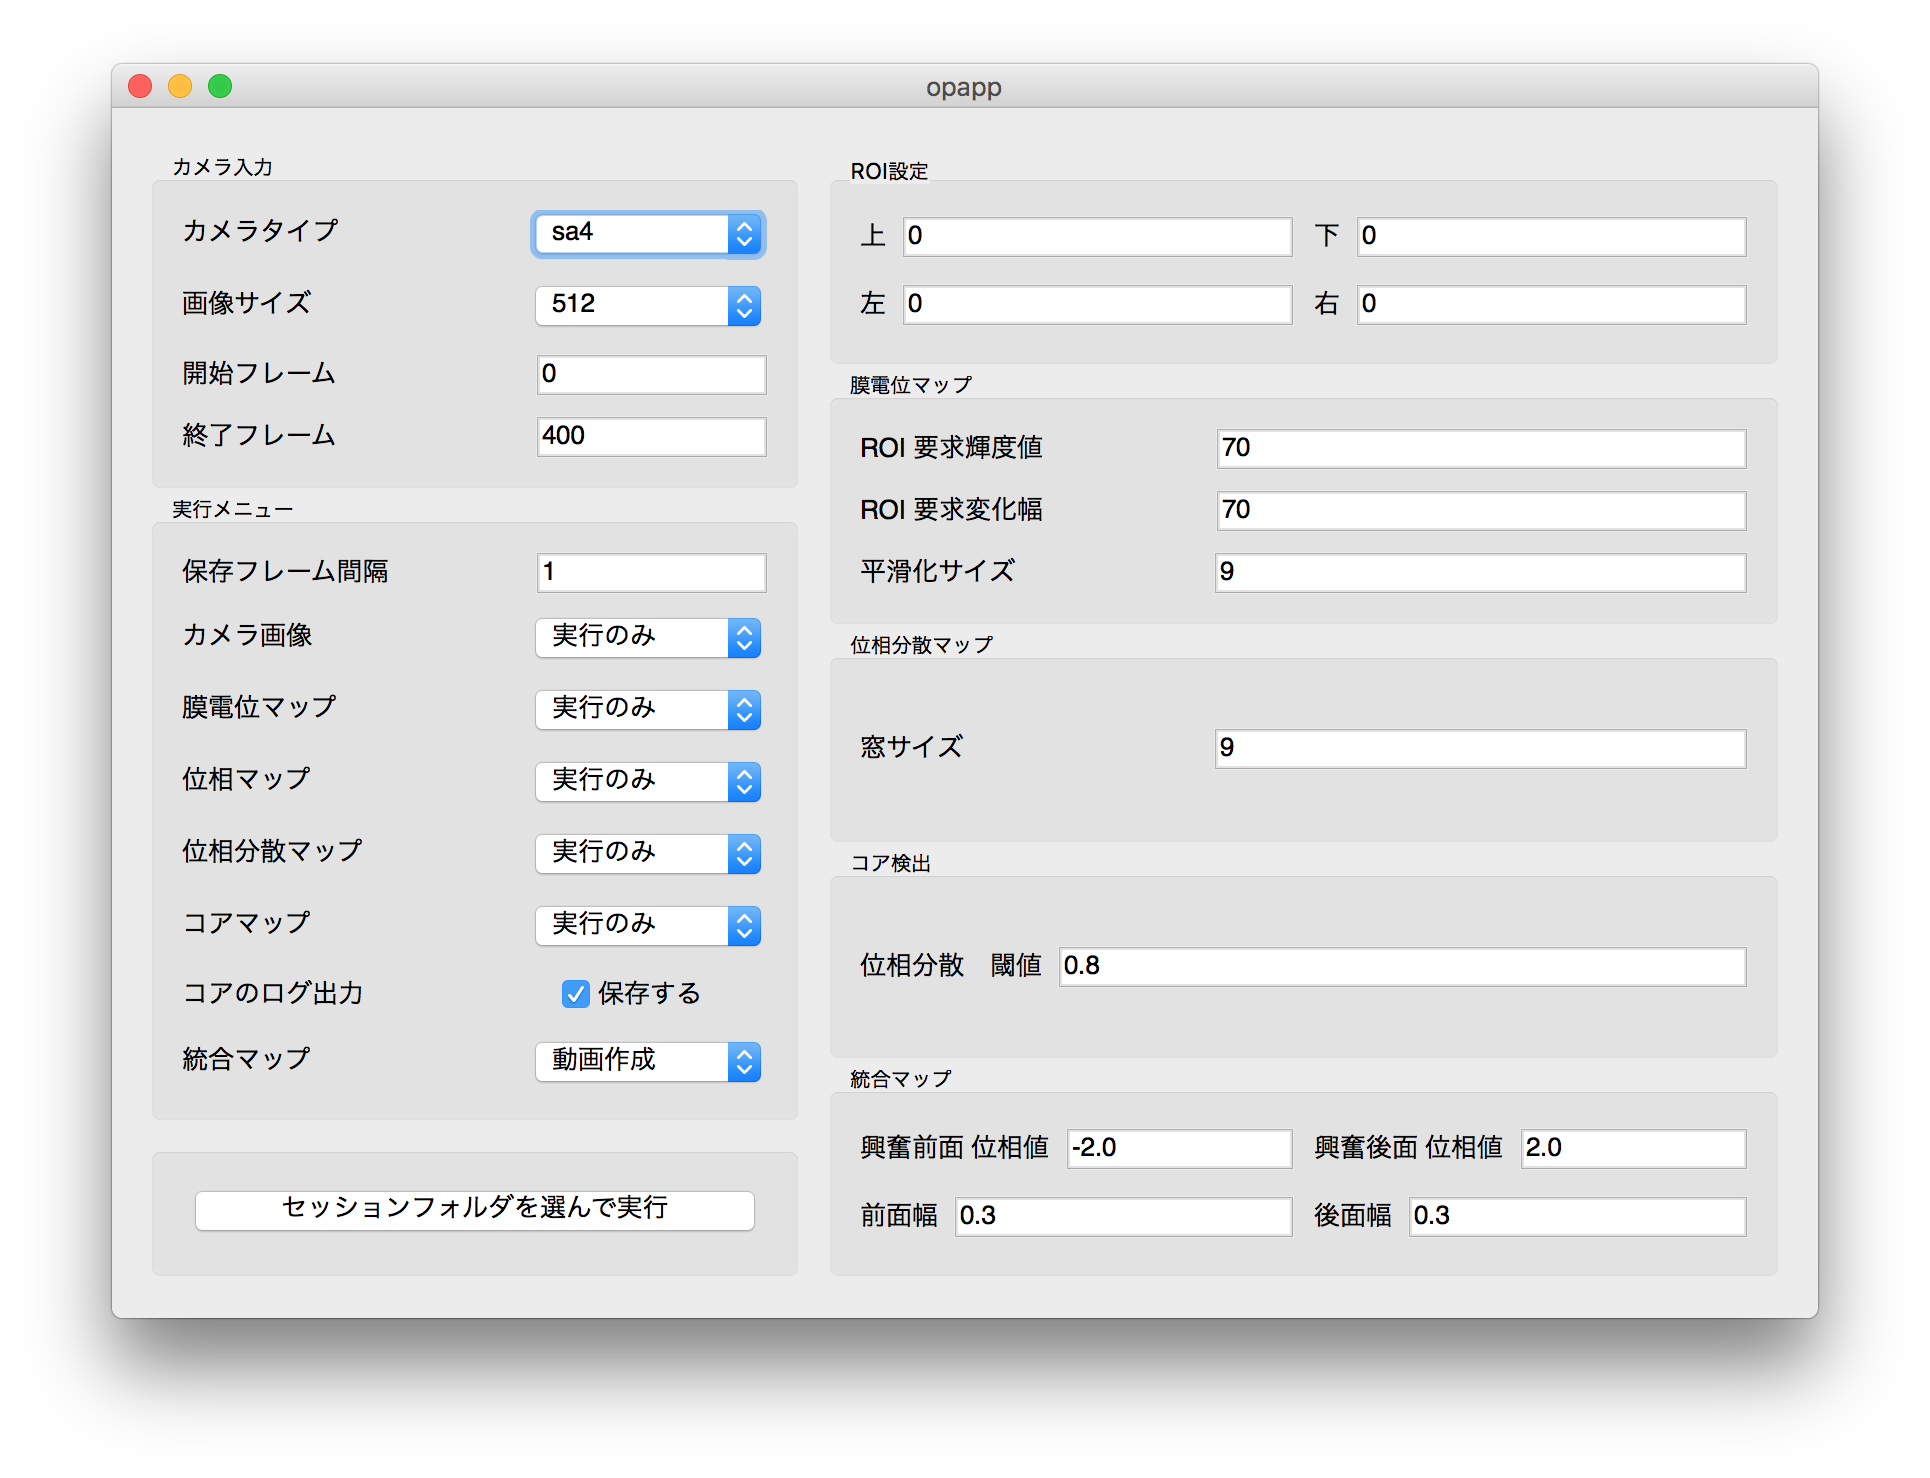 opapp
カメラ入力
カメラタイプ sa4
画像サイズ 512
開始フレーム 0
終了フレーム 400
実行メニュー
保存フレーム間隔 1
カメラ画像 実行のみ
膜電位マップ 実行のみ
位相マップ 実行のみ
位相分散マップ 実行のみ
コアマップ 実行のみ
コアのログ出力 保存する
統合マップ 動画作成
セッションフォルダを選んで実行
ROI設定
上 0 下 0
左 0 右 0
膜電位マップ
ROI 要求輝度値 70
ROI 要求変化幅 70
平滑化サイズ 9
位相分散マップ
窓サイズ 9
コア検出
位相分散　閾値 0.8
統合マップ
興奮前面 位相値 -2.0 興奮後面 位相値 2.0
前面幅 0.3 後面幅 0.3